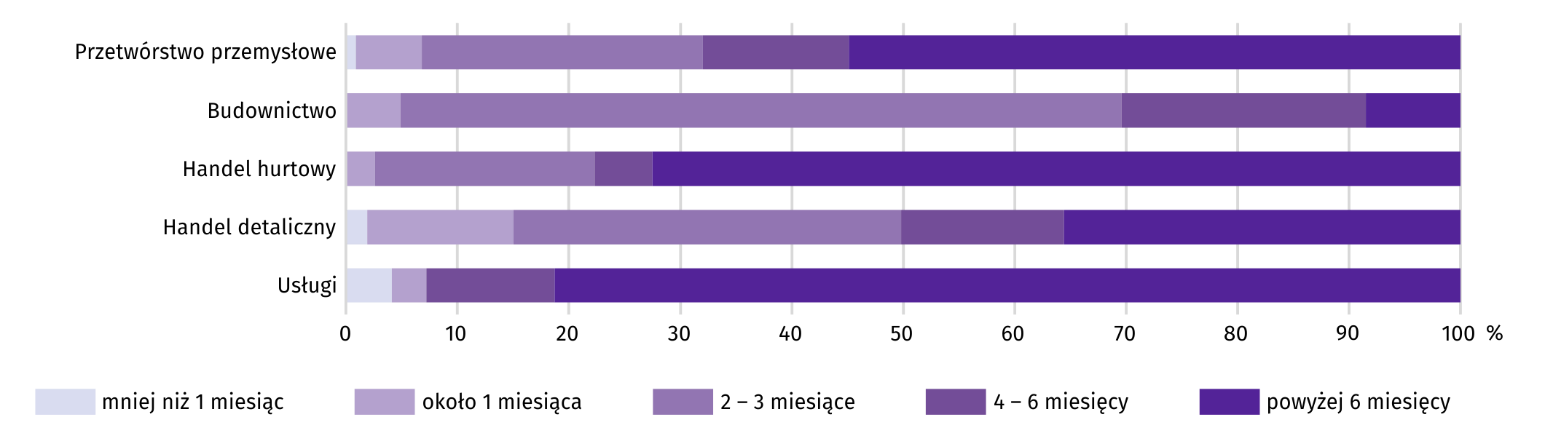 Przetwórstwo przemysłowe
Budownictwo
Handel hurtowy
Handel detaliczny
Usługi
0 10 20 30 40 50 60 70 80 90 100 %
mniej niż 1 miesiąc około 1 miesiąca 2 – 3 miesiące 4 – 6 miesięcy powyżej 6 miesięcy